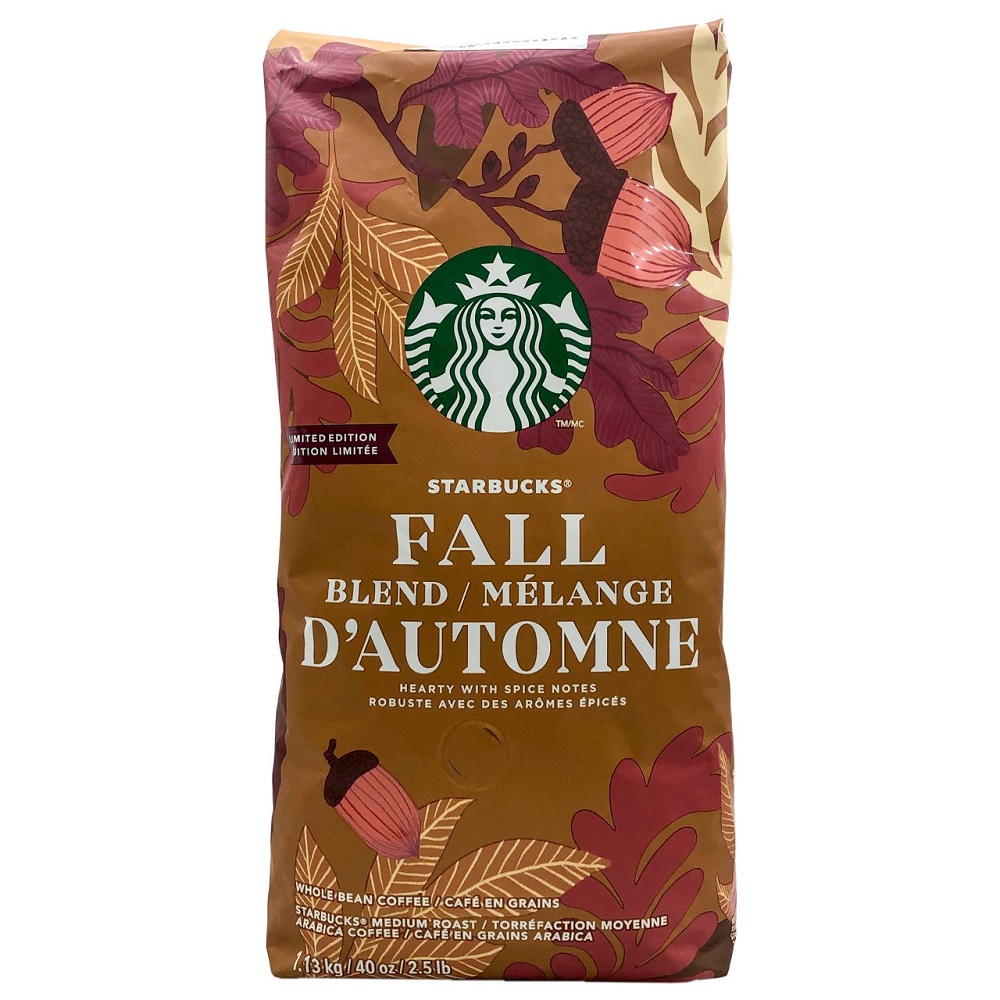 TM/MC
LIMITED EDITION
ÉDITION LIMITÉE
STARBUCKS®
FALL
BLEND / MÉLANGE
D'AUTOMNE
HEARTY WITH SPICE NOTES
ROBUSTE AVEC DES ARÔMES ÉPICÉS
WHOLE BEAN COFFEE / CAFÉ EN GRAINS
STARBUCKS® MEDIUM ROAST / TORRÉFACTION MOYENNE
ARABICA COFFEE / CAFÉ EN GRAINS ARABICA
1.13 kg / 40 oz / 2.5 lb